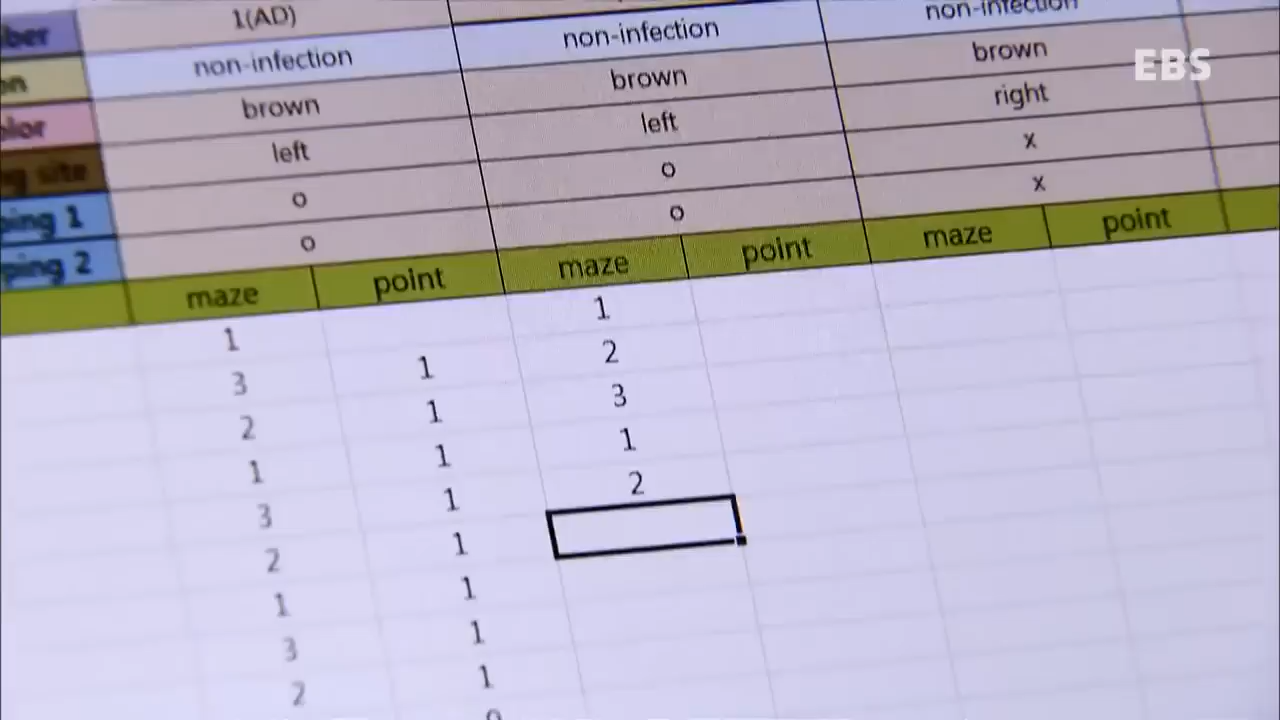 1(AD)
non-infection non-infection non-infection
brown brown brown
left left right
o o x
o o x
maze point maze point maze point
1 1
3 1 2
2 1 3
1 1 1
3 1 2
2 1
1 1
3 1
2 1
EBS